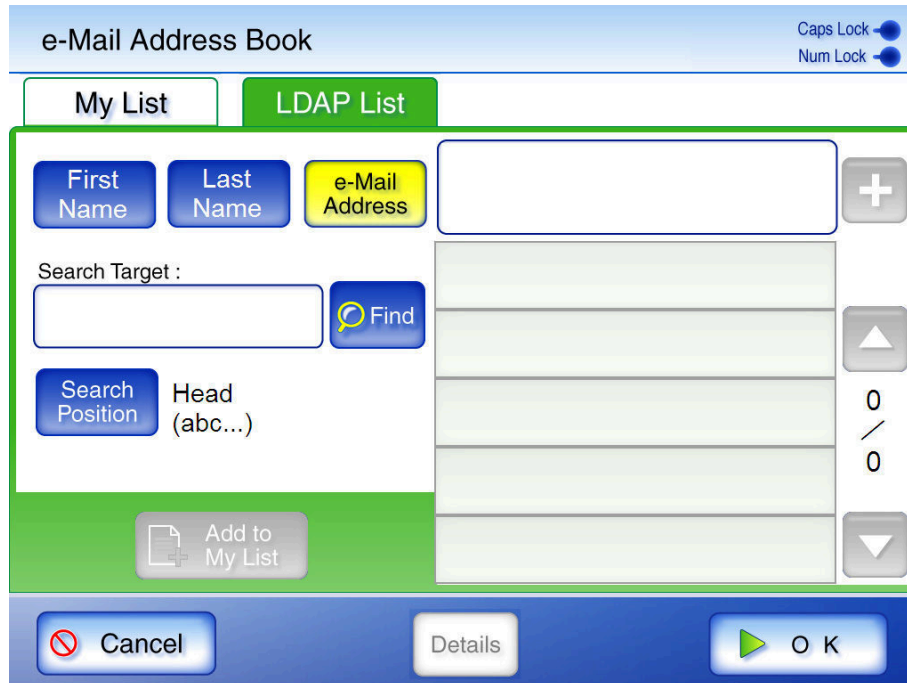 e-Mail Address Book
Caps Lock
Num Lock
My List
LDAP List
First
Name
Last
Name
e-Mail
Address
Search Target :
Find
Search
Position
Head
(abc...)
0
/
0
Add to
My List
Cancel
Details
O K